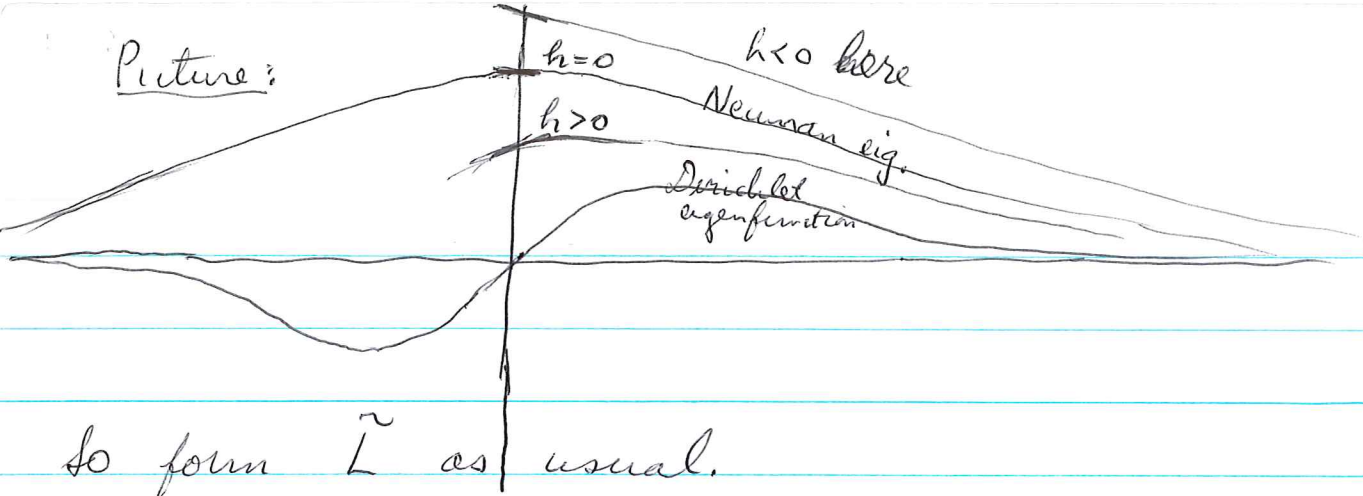 Picture:
h=0
h<0 here
Neuman eig.
h>0
Dirichlet
eigenfunction
So form L̃ as usual.